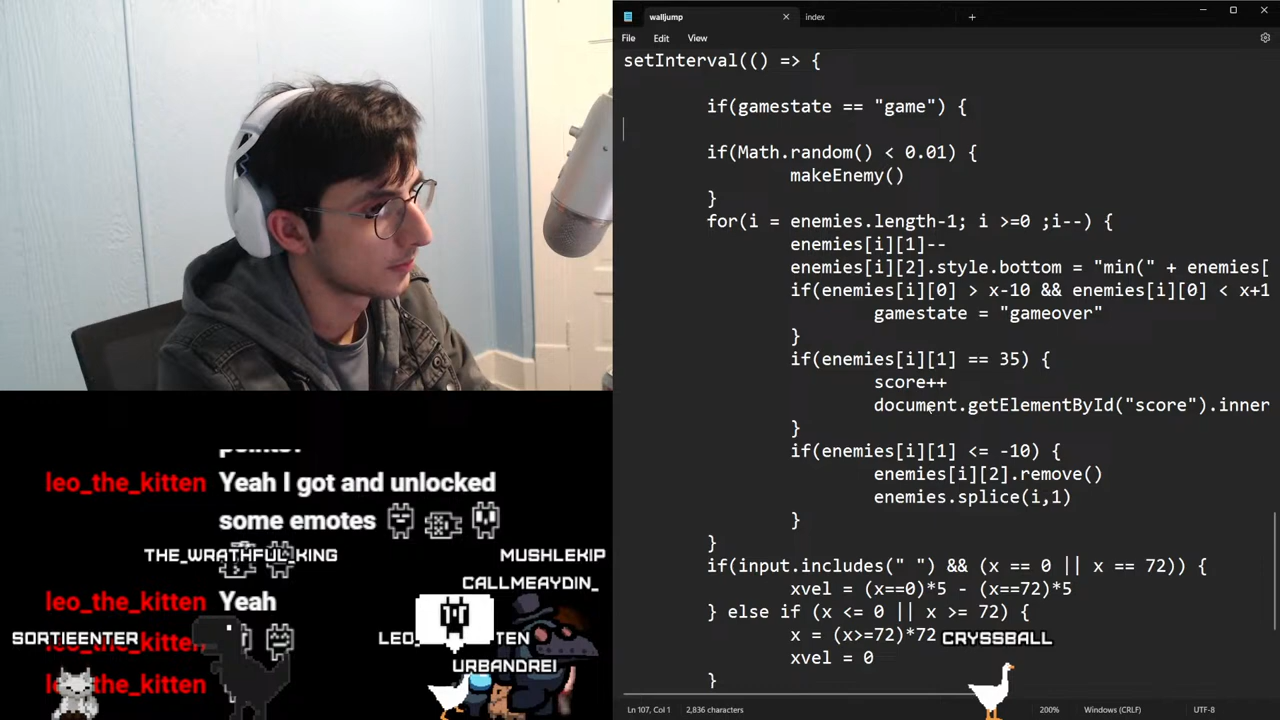 walljump
index
File
Edit
View
setInterval(() => {
if(gamestate == "game") {
if(Math.random() < 0.01) {
makeEnemy()
}
for(i = enemies.length-1; i >=0 ;i--) {
enemies[i][1]--
enemies[i][2].style.bottom = "min(" + enemies[
if(enemies[i][0] > x-10 && enemies[i][0] < x+1
gamestate = "gameover"
}
if(enemies[i][1] == 35) {
score++
document.getElementById("score").inner
}
if(enemies[i][1] <= -10) {
enemies[i][2].remove()
enemies.splice(i,1)
}
}
if(input.includes(" ") && (x == 0 || x == 72)) {
xvel = (x==0)*5 - (x==72)*5
} else if (x <= 0 || x >= 72) {
x = (x>=72)*72
xvel = 0
}
Ln 107, Col 1
2,836 characters
200%
Windows (CRLF)
UTF-8
leo_the_kitten Yeah I got and unlocked
some emotes
THE_WRATHFUL_KING
MUSHLEKIP
CALLMEAYDIN_
leo_the_kitten Yeah
SORTIEENTER
leo_the_kitten
URBANDREI
CRYSSBALL
leo_the_kitten